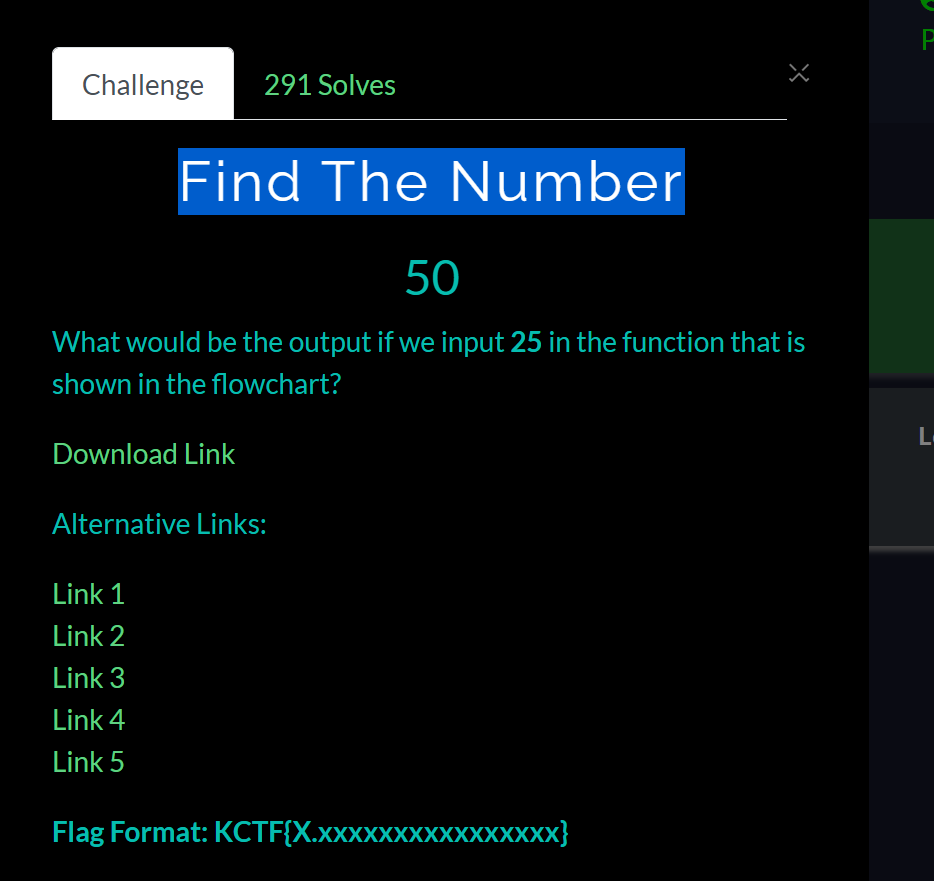 Challenge
291 Solves
Find The Number
50
What would be the output if we input 25 in the function that is
shown in the flowchart?
Download Link
Alternative Links:
Link 1
Link 2
Link 3
Link 4
Link 5
Flag Format: KCTF{X.xxxxxxxxxxxxxxxx}